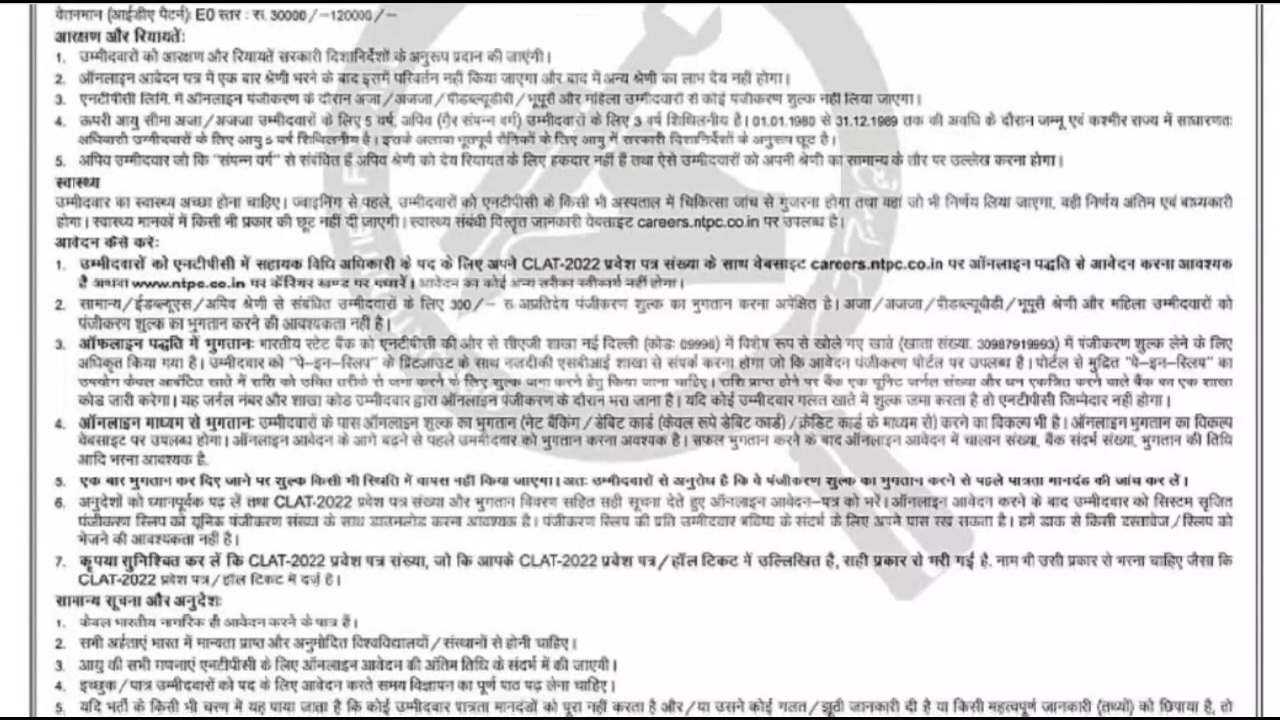 वेतनमान (आईडीए पैटर्न): E0 स्तर : रू. 30000/–120000/–
आरक्षण और रियायतें:
1. उम्मीदवारों को आरक्षण और रियायतें सरकारी दिशानिर्देशों के अनुरूप प्रदान की जाएंगी।
2. ऑनलाइन आवेदन पत्र में एक बार श्रेणी भरने के बाद इसमें परिवर्तन नहीं किया जाएगा और बाद में अन्य श्रेणी का लाभ देय नहीं होगा।
3. एनटीपीसी लिमि. में ऑनलाइन पंजीकरण के दौरान अजा/अजजा/पीडब्ल्यूडीबी/भूपूरौ और महिला उम्मीदवारों से कोई पंजीकरण शुल्क नहीं लिया जाएगा।
4. ऊपरी आयु सीमा अजा/अजजा उम्मीदवारों के लिए 5 वर्ष, अपिव (ग़ैर संपन्न वर्ग) उम्मीदवारों के लिए 3 वर्ष शिथिलनीय है। 01.01.1980 से 31.12.1989 तक की अवधि के दौरान जम्मू एवं कश्मीर राज्य में साधारणतः
अधिवासी उम्मीदवारों के लिए आयु 5 वर्ष शिथिलनीय है। इसके अलावा भूतपूर्व सैनिकों के लिए आयु में सरकारी दिशानिर्देशों के अनुरूप छूट है।
5. अपिव उम्मीदवार जो कि "संपन्न वर्ग" से संबंधित हैं अपिव श्रेणी को देय रियायत के लिए हकदार नहीं हैं तथा ऐसे उम्मीदवारों को अपनी श्रेणी का सामान्य के तौर पर उल्लेख करना होगा।
स्वास्थ्य
उम्मीदवार का स्वास्थ्य अच्छा होना चाहिए। ज्वाइनिंग से पहले, उम्मीदवारों को एनटीपीसी के किसी भी अस्पताल में चिकित्सा जांच से गुजरना होगा तथा वहां जो भी निर्णय लिया जाएगा, वही निर्णय अंतिम एवं बाध्यकारी
होगा। स्वास्थ्य मानकों में किसी भी प्रकार की छूट नहीं दी जाएगी। स्वास्थ्य संबंधी विस्तृत जानकारी वेबसाइट careers.ntpc.co.in पर उपलब्ध है।
आवेदन कैसे करें:
1. उम्मीदवारों को एनटीपीसी में सहायक विधि अधिकारी के पद के लिए अपने CLAT-2022 प्रवेश पत्र संख्या के साथ वेबसाइट careers.ntpc.co.in पर ऑनलाइन पद्धति से आवेदन करना आवश्यक
है अथवा www.ntpc.co.in पर कॅरिअर खण्ड पर पधारें। आवेदन का कोई अन्य तरीका स्वीकार्य नहीं होगा।
2. सामान्य/ईडब्ल्यूएस/अपिव श्रेणी से संबंधित उम्मीदवारों के लिए 300/– रू अप्रतिदेय पंजीकरण शुल्क का भुगतान करना अपेक्षित है। अजा/अजजा/पीडब्ल्यूबीडी/भूपूसै श्रेणी और महिला उम्मीदवारों को
पंजीकरण शुल्क का भुगतान करने की आवश्यकता नहीं है।
3. ऑफलाइन पद्धति में भुगतान: भारतीय स्टेट बैंक को एनटीपीसी की ओर से सीएजी शाखा नई दिल्ली (कोड: 09996) में विशेष रूप से खोले गए खाते (खाता संख्या. 30987919993) में पंजीकरण शुल्क लेने के लिए
अधिकृत किया गया है। उम्मीदवार को "पे–इन–स्लिप" के प्रिंटआउट के साथ नजदीकी एसबीआई शाखा से संपर्क करना होगा जो कि आवेदन पंजीकरण पोर्टल पर उपलब्ध है। पोर्टल से मुद्रित "पे–इन–स्लिप" का
उपयोग केवल आबंटित खाते में राशि को उचित तरीके से जमा करने के लिए शुल्क जमा करने हेतु किया जाना चाहिए। राशि प्राप्त होने पर बैंक एक यूनिट जर्नल संख्या और धन एकत्रित करने वाले बैंक का एक शाखा
कोड जारी करेगा। यह जर्नल नंबर और शाखा कोड उम्मीदवार द्वारा ऑनलाइन पंजीकरण के दौरान भरा जाना है। यदि कोई उम्मीदवार गलत खाते में शुल्क जमा करता है तो एनटीपीसी जिम्मेदार नहीं होगा।
4. ऑनलाइन माध्यम से भुगतान: उम्मीदवारों के पास ऑनलाइन शुल्क का भुगतान (नेट बैंकिंग/डेबिट कार्ड (केवल रूपे डेबिट कार्ड)/क्रेडिट कार्ड के माध्यम से) करने का विकल्प भी है। ऑनलाइन भुगतान का विकल्प
वेबसाइट पर उपलब्ध होगा। ऑनलाइन आवेदन के आगे बढ़ने से पहले उममीदवार को भुगतान करना अवश्यक है। सफल भुगतान करने के बाद ऑनलाइन आवेदन में चालान संख्या, बैंक संदर्भ संख्या, भुगतान की तिथि
आदि भरना आवश्यक है.
5. एक बार भुगतान कर दिए जाने पर शुल्क किसी भी स्थिति में वापस नहीं किया जाएगा। अतः उम्मीदवारों से अनुरोध है कि वे पंजीकरण शुल्क का भुगतान करने से पहले पात्रता मानदंड की जांच कर लें।
6. अनुदेशों को ध्यानपूर्वक पढ़ लें तथा CLAT-2022 प्रवेश पत्र संख्या और भुगतान विवरण सहित सही सूचना देते हुए ऑनलाइन आवेदन–पत्र को भरें। ऑनलाइन आवेदन करने के बाद उम्मीदवार को सिस्टम सृजित
पंजीकरण स्लिप को यूनिक पंजीकरण संख्या के साथ डाउनलोड करना आवश्यक है। पंजीकरण स्लिप की प्रति उम्मीदवार भविष्य के संदर्भ के लिए अपने पास रख सकता है। हमें डाक से किसी दस्तावेज/स्लिप को
भेजने की आवश्यकता नहीं है।
7. कृपया सुनिश्चित कर लें कि CLAT-2022 प्रवेश पत्र संख्या, जो कि आपके CLAT-2022 प्रवेश पत्र/हॉल टिकट में उल्लिखित है, सही प्रकार से भरी गई है. नाम भी उसी प्रकार से भरना चाहिए जैसा कि
CLAT-2022 प्रवेश पत्र/हॉल टिकट में दर्ज़ है।
सामान्य सूचना और अनुदेश:
1. केवल भारतीय नागरिक ही आवेदन करने के पात्र हैं।
2. सभी अर्हताएं भारत में मान्यता प्राप्त और अनुमोदित विश्वविद्यालयों/संस्थानों से होनी चाहिए।
3. आयु की सभी गणनाएं एनटीपीसी के लिए ऑनलाइन आवेदन की अंतिम तिथि के संदर्भ में की जाएगी।
4. इच्छुक/पात्र उम्मीदवारों को पद के लिए आवेदन करते समय विज्ञापन का पूर्ण पाठ पढ़ लेना चाहिए।
5. यदि भर्ती के किसी भी चरण में यह पाया जाता है कि कोई उम्मीदवार पात्रता मानदंडों को पूरा नहीं करता है और/या उसने कोई गलत/झूठी जानकारी दी है या किसी महत्वपूर्ण जानकारी (तथ्यों) को छिपाया है, तो